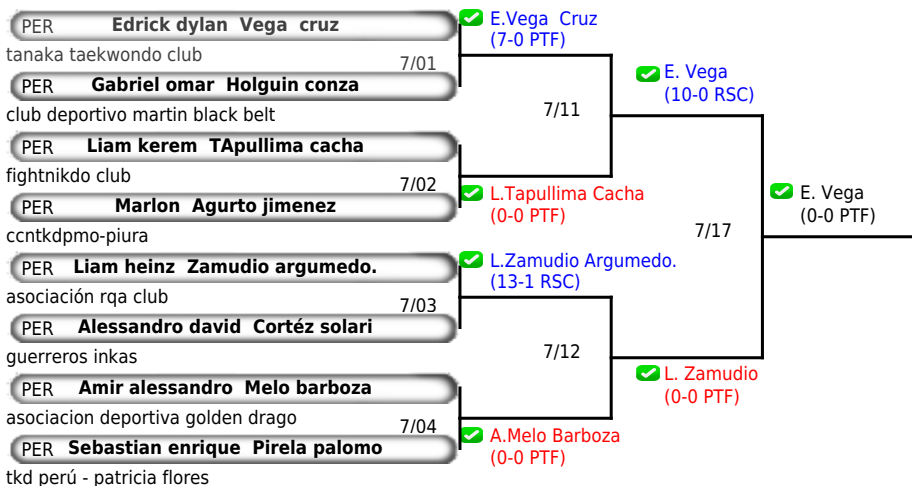 PER Edrick dylan Vega cruz
E.Vega Cruz
(7-0 PTF)
tanaka taekwondo club
7/01
PER Gabriel omar Holguin conza
E. Vega
(10-0 RSC)
club deportivo martin black belt
7/11
PER Liam kerem TApullima cacha
fightnikdo club
7/02
L.Tapullima Cacha
(0-0 PTF)
PER Marlon Agurto jimenez
E. Vega
(0-0 PTF)
ccntkdpmo-piura
7/17
PER Liam heinz Zamudio argumedo.
L.Zamudio Argumedo.
(13-1 RSC)
asociación rqa club
7/03
PER Alessandro david Cortéz solari
guerreros inkas
7/12
L. Zamudio
(0-0 PTF)
PER Amir alessandro Melo barboza
asociacion deportiva golden drago
7/04
A.Melo Barboza
(0-0 PTF)
PER Sebastian enrique Pirela palomo
tkd perú - patricia flores